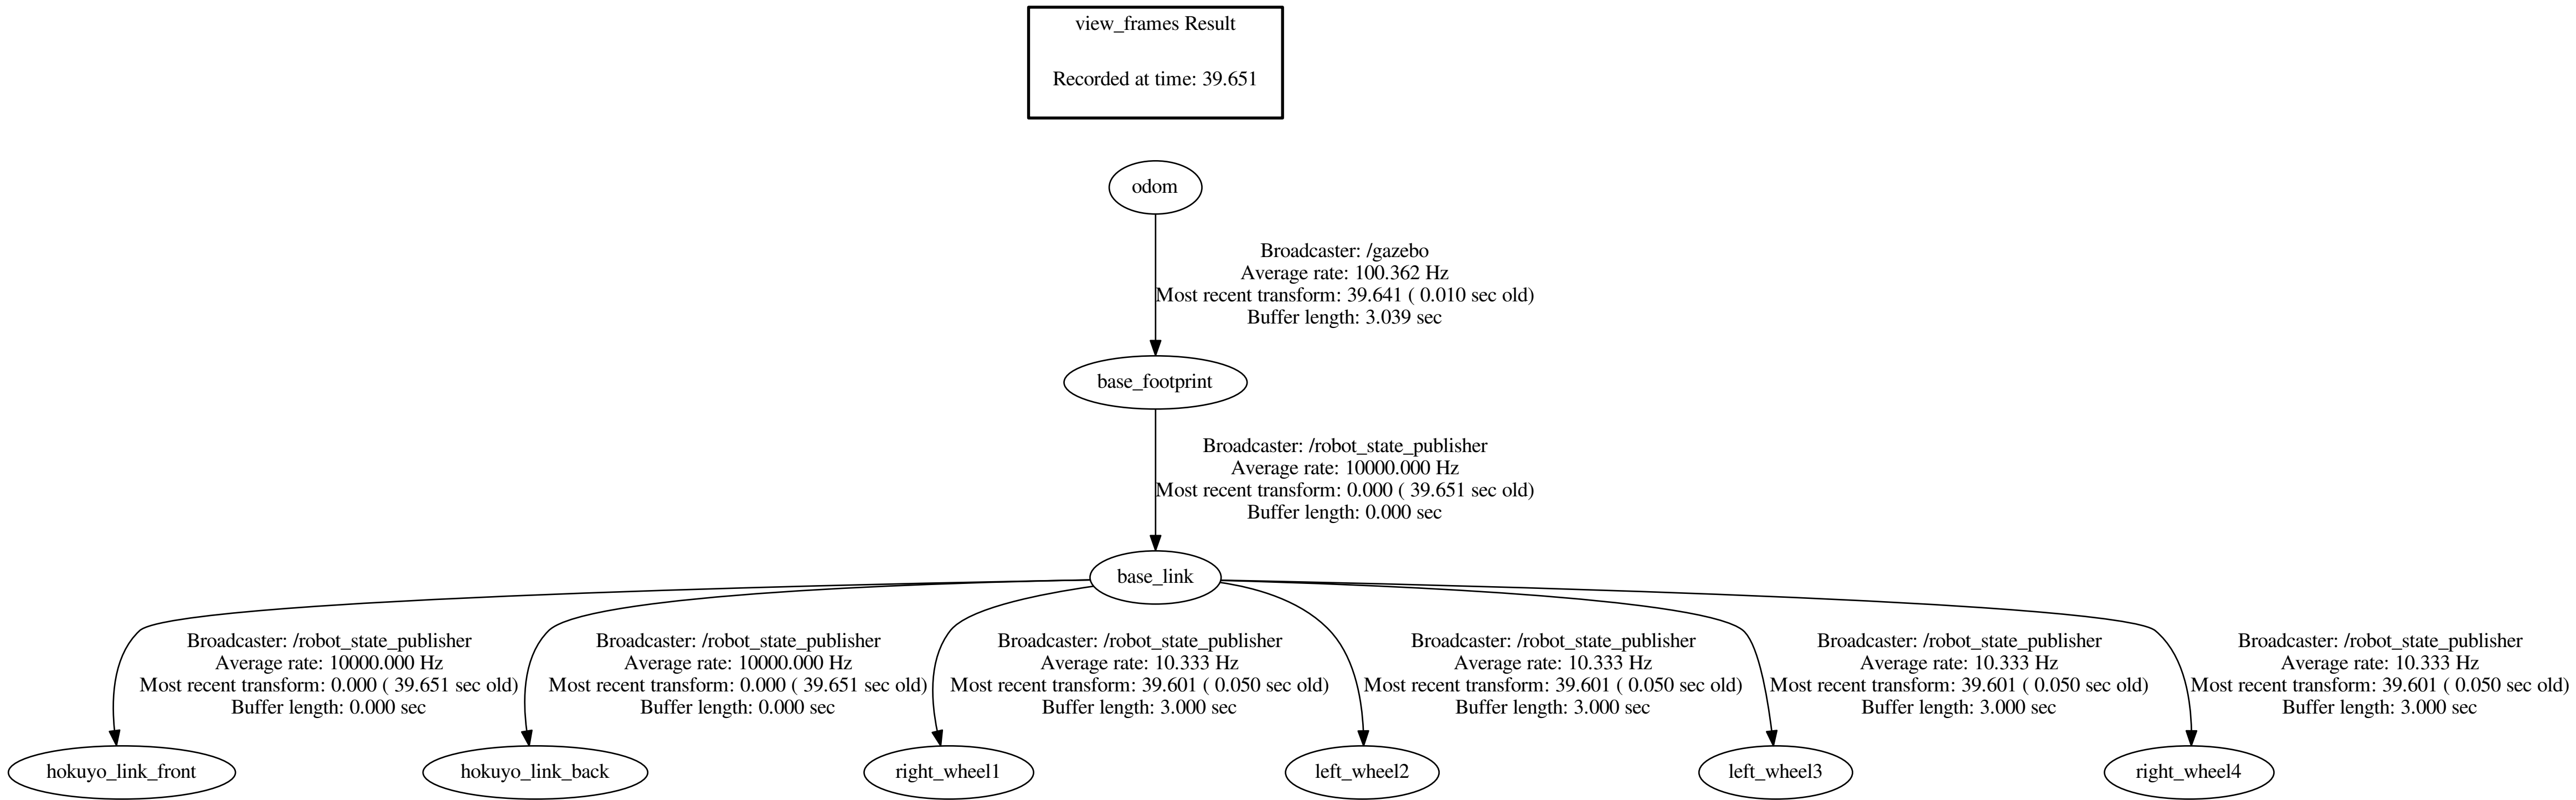 view_frames Result
Recorded at time: 39.651
odom
Broadcaster: /gazebo
Average rate: 100.362 Hz
Most recent transform: 39.641 ( 0.010 sec old)
Buffer length: 3.039 sec
base_footprint
Broadcaster: /robot_state_publisher
Average rate: 10000.000 Hz
Most recent transform: 0.000 ( 39.651 sec old)
Buffer length: 0.000 sec
base_link
Broadcaster: /robot_state_publisher
Average rate: 10000.000 Hz
Most recent transform: 0.000 ( 39.651 sec old)
Buffer length: 0.000 sec
Broadcaster: /robot_state_publisher
Average rate: 10000.000 Hz
Most recent transform: 0.000 ( 39.651 sec old)
Buffer length: 0.000 sec
Broadcaster: /robot_state_publisher
Average rate: 10.333 Hz
Most recent transform: 39.601 ( 0.050 sec old)
Buffer length: 3.000 sec
Broadcaster: /robot_state_publisher
Average rate: 10.333 Hz
Most recent transform: 39.601 ( 0.050 sec old)
Buffer length: 3.000 sec
Broadcaster: /robot_state_publisher
Average rate: 10.333 Hz
Most recent transform: 39.601 ( 0.050 sec old)
Buffer length: 3.000 sec
Broadcaster: /robot_state_publisher
Average rate: 10.333 Hz
Most recent transform: 39.601 ( 0.050 sec old)
Buffer length: 3.000 sec
hokuyo_link_front
hokuyo_link_back
right_wheel1
left_wheel2
left_wheel3
right_wheel4